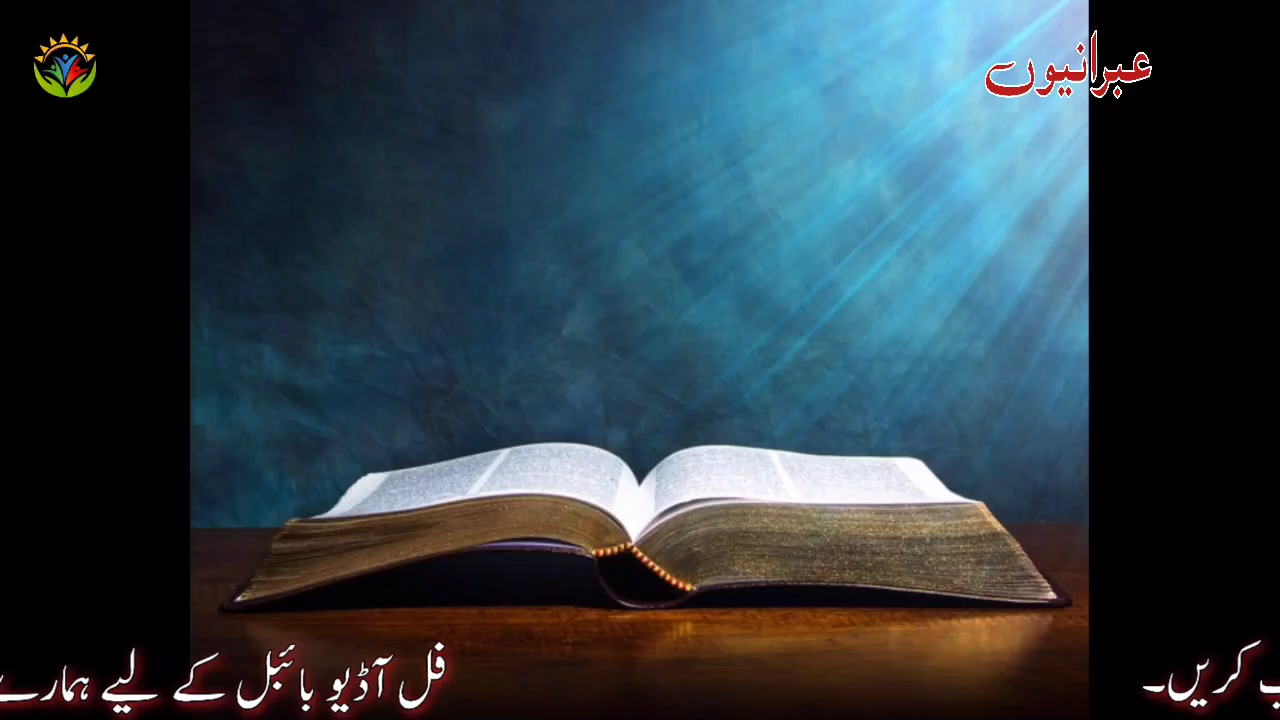 عبرانیوں
کریں۔
فل آڈیو بائبل کے لیے ہمارے